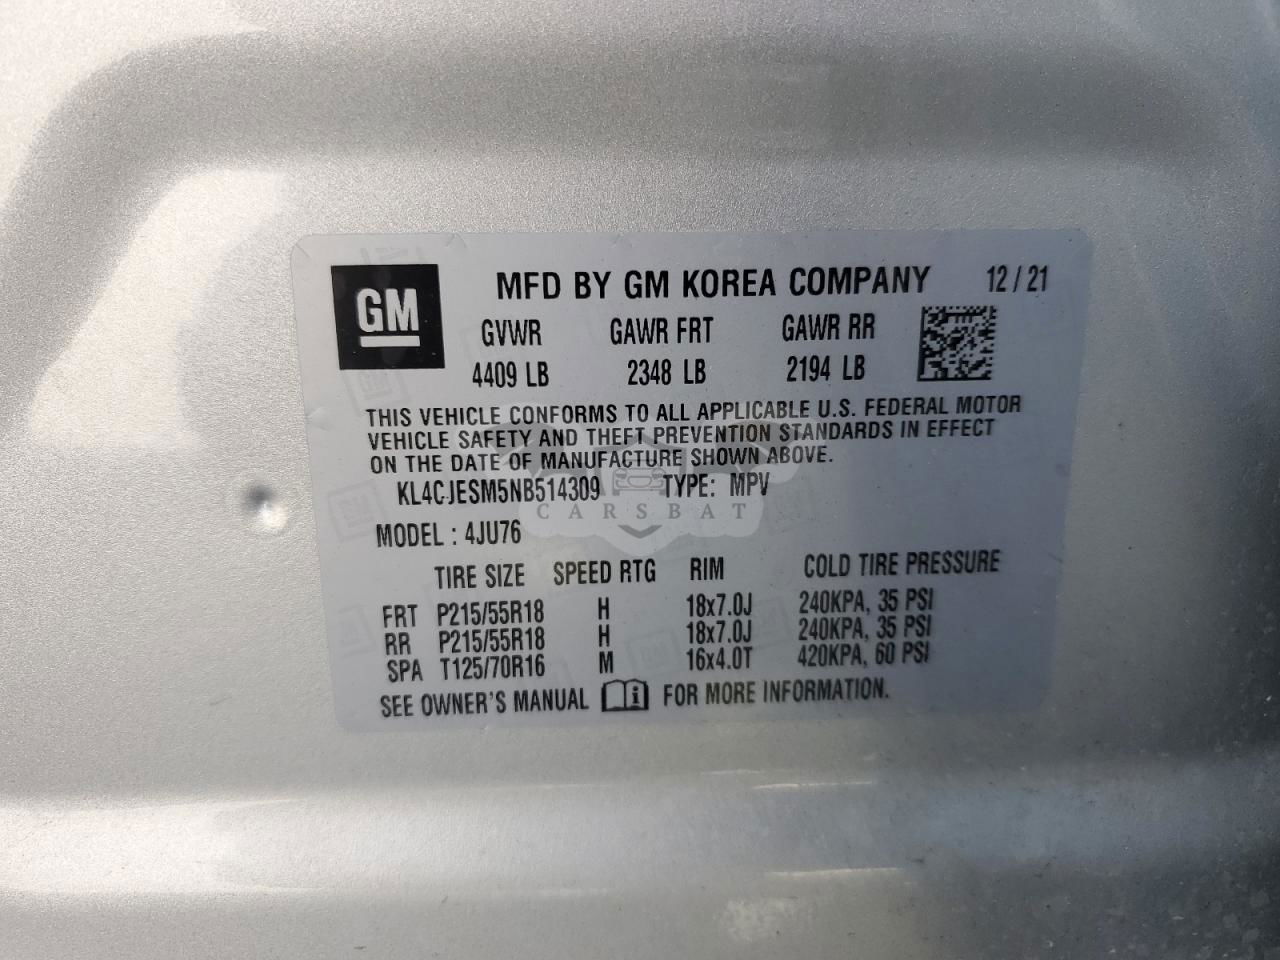 GM
MFD BY GM KOREA COMPANY 12/21
GVWR GAWR FRT GAWR RR
4409 LB 2348 LB 2194 LB
THIS VEHICLE CONFORMS TO ALL APPLICABLE U.S. FEDERAL MOTOR
VEHICLE SAFETY AND THEFT PREVENTION STANDARDS IN EFFECT
ON THE DATE OF MANUFACTURE SHOWN ABOVE.
KL4CJESM5NB514309 TYPE: MPV
CARSBAT
MODEL : 4JU76
TIRE SIZE SPEED RTG RIM COLD TIRE PRESSURE
FRT P215/55R18 H 18x7.0J 240KPA, 35 PSI
RR P215/55R18 H 18x7.0J 240KPA, 35 PSI
SPA T125/70R16 M 16x4.0T 420KPA, 60 PSI
SEE OWNER'S MANUAL i FOR MORE INFORMATION.